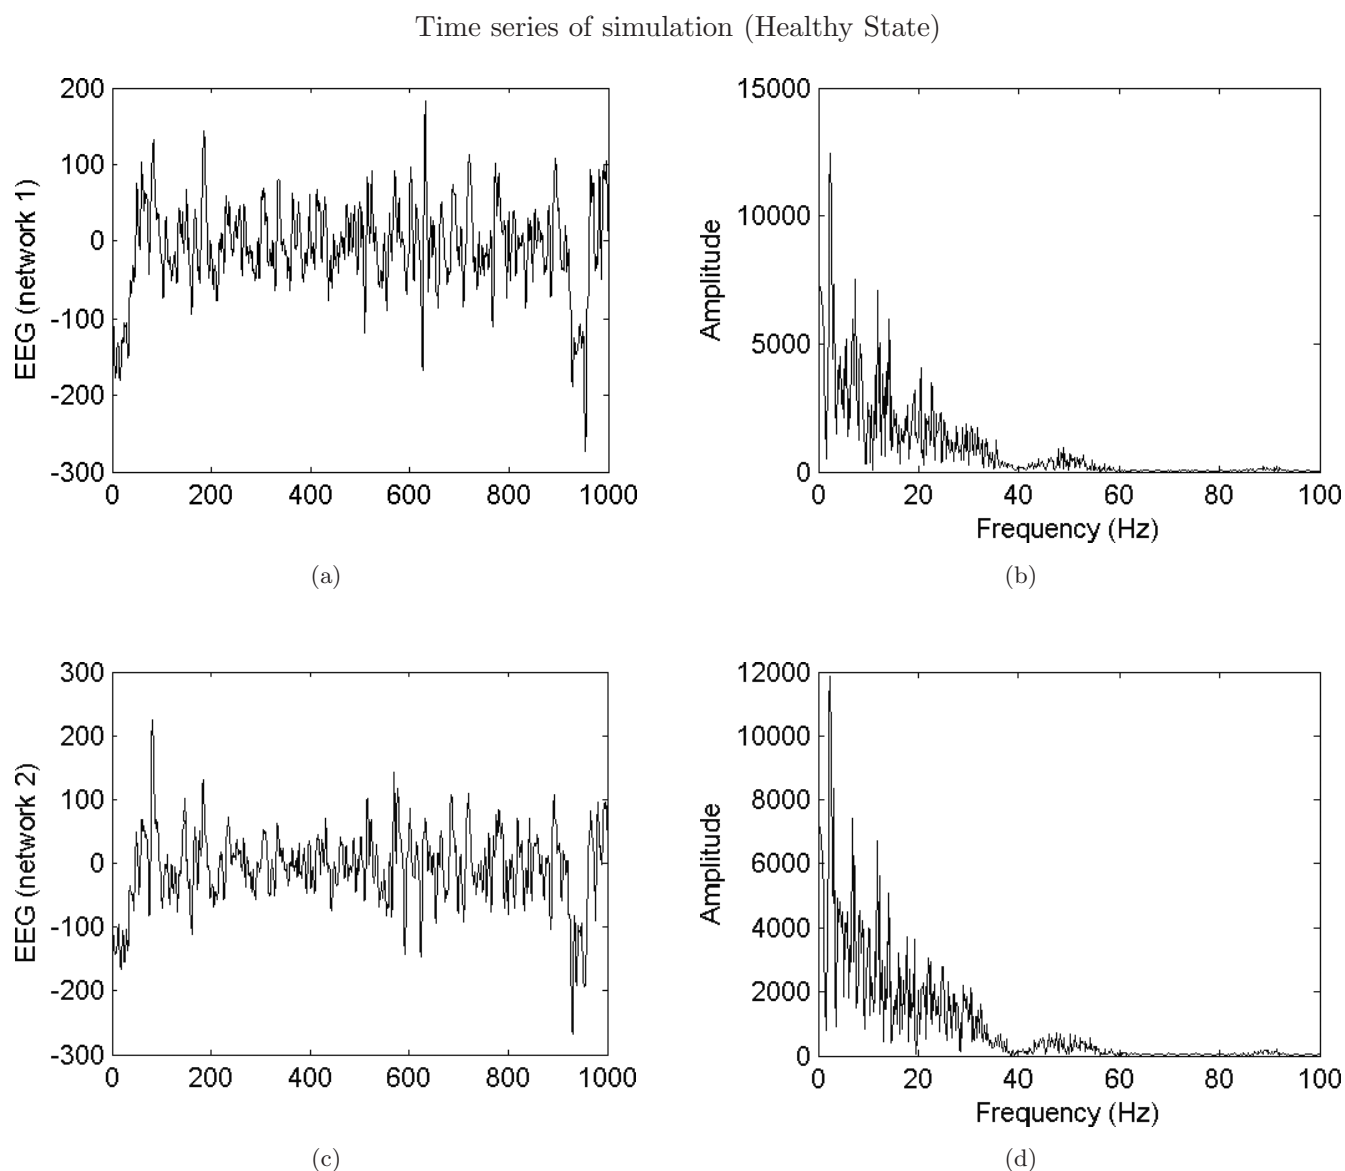 Time series of simulation (Healthy State)
200
100
0
-100
-200
-300
EEG (network 1)
0 200 400 600 800 1000
(a)
15000
10000
5000
0
Amplitude
0 20 40 60 80 100
Frequency (Hz)
(b)
300
200
100
0
-100
-200
-300
EEG (network 2)
0 200 400 600 800 1000
(c)
12000
10000
8000
6000
4000
2000
0
Amplitude
0 20 40 60 80 100
Frequency (Hz)
(d)